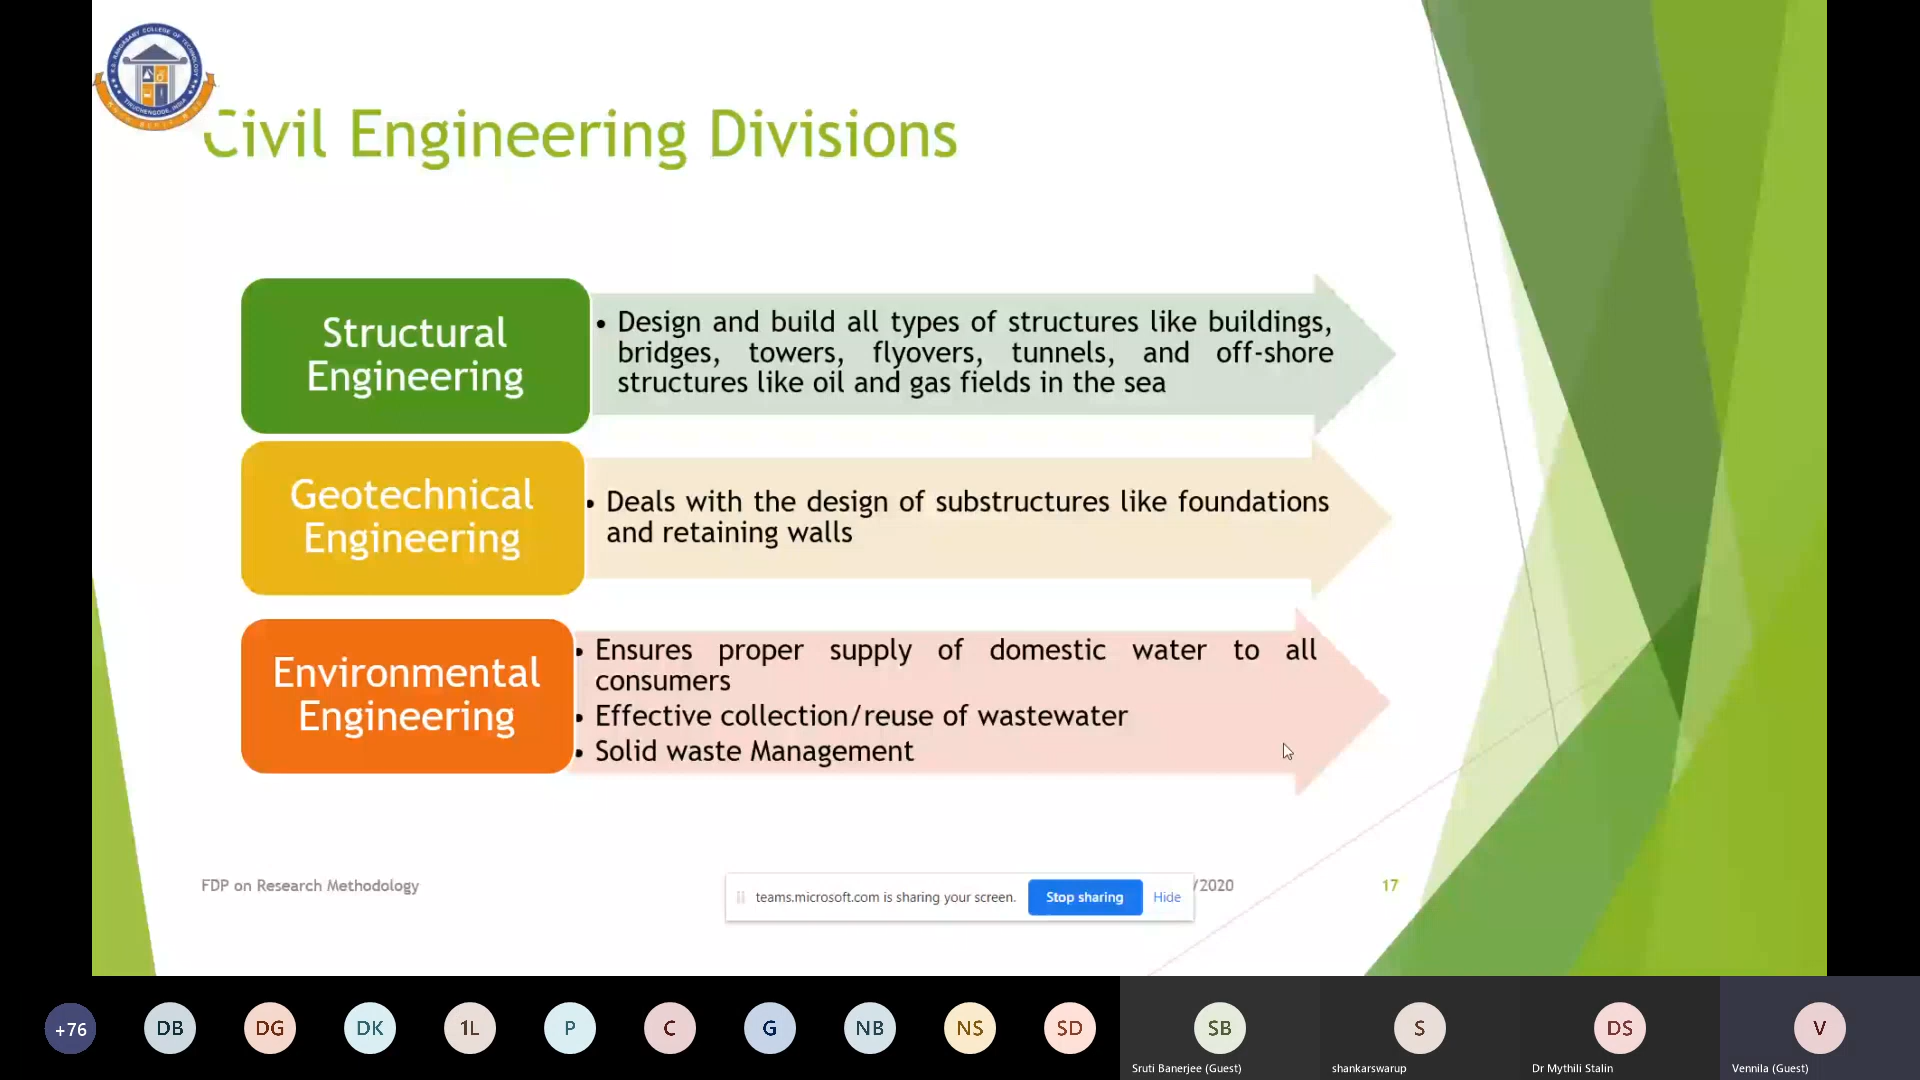 Civil Engineering Divisions
Structural
Engineering
• Design and build all types of structures like buildings,
bridges, towers, flyovers, tunnels, and off-shore
structures like oil and gas fields in the sea
Geotechnical
Engineering
• Deals with the design of substructures like foundations
and retaining walls
Environmental
Engineering
• Ensures proper supply of domestic water to all
consumers
• Effective collection/reuse of wastewater
• Solid waste Management
FDP on Research Methodology
teams.microsoft.com is sharing your screen.
Stop sharing
Hide
/2020
17
+76
DB
DG
DK
1L
P
C
G
NB
NS
SD
SB
S
DS
V
Sruti Banerjee (Guest)
shankarswarup
Dr Mythili Stalin
Vennila (Guest)